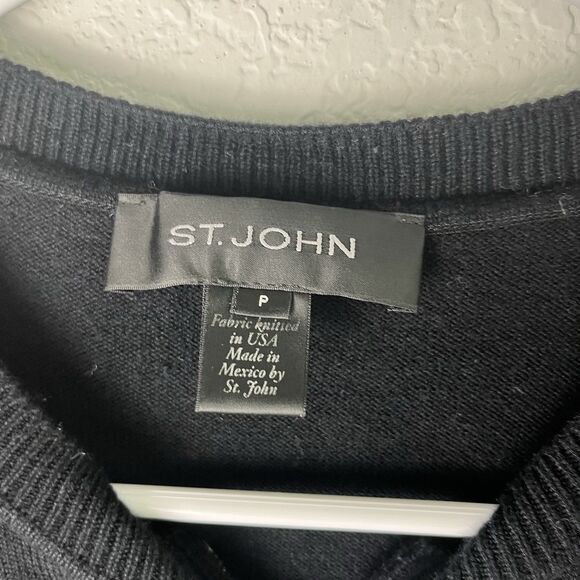 ST. JOHN
P
Fabric knitted
in USA
Made in
Mexico by
St. John